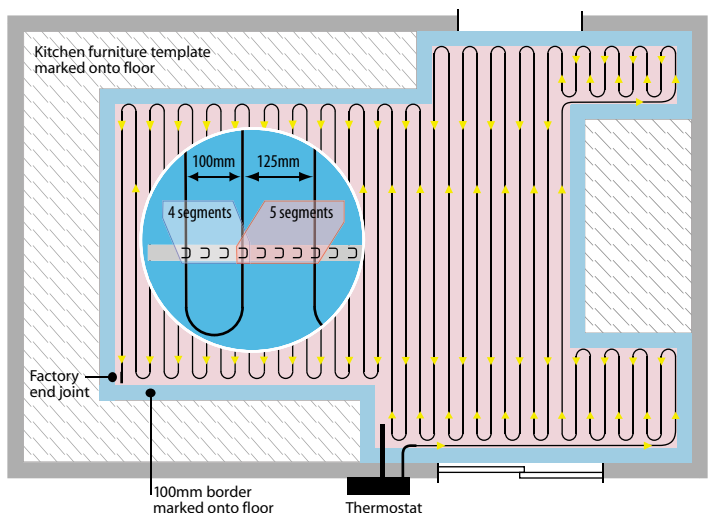 Kitchen furniture template
marked onto floor
100mm
125mm
4 segments
5 segments
Factory
end joint
100mm border
marked onto floor
Thermostat